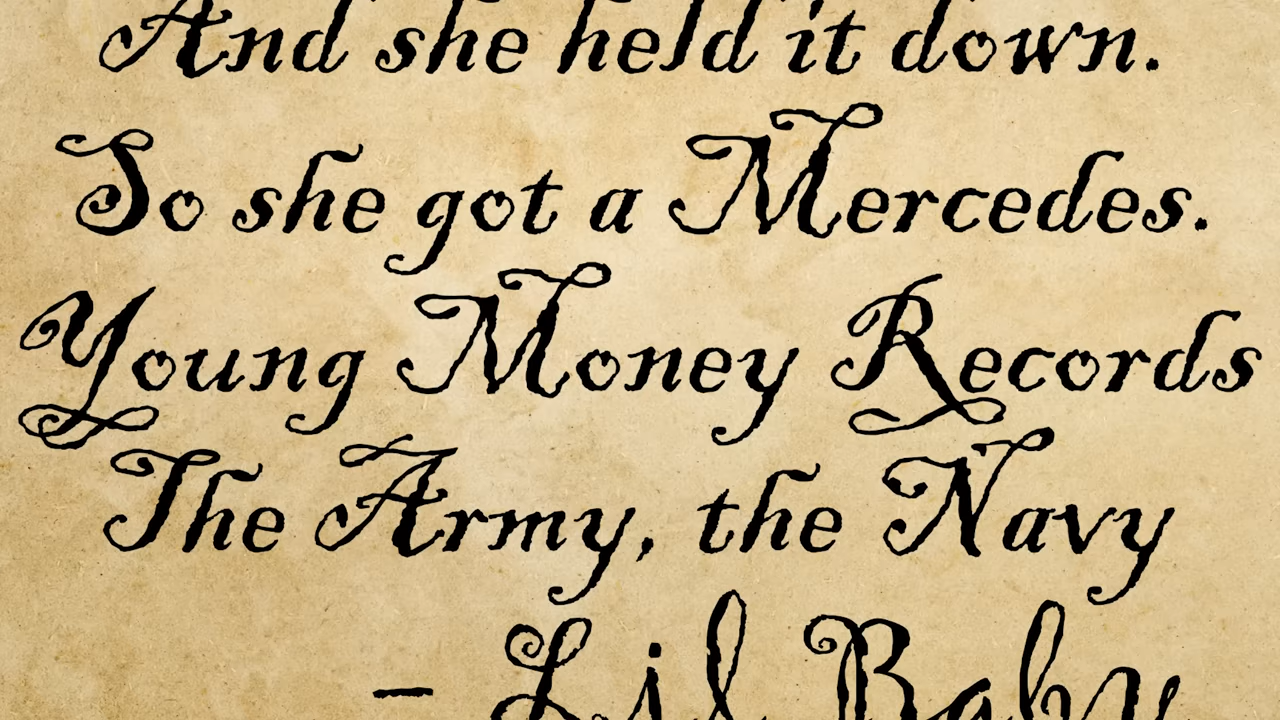 And she held it down.
So she got a Mercedes.
Young Money Records
The Army, the Navy
– Lil Baby